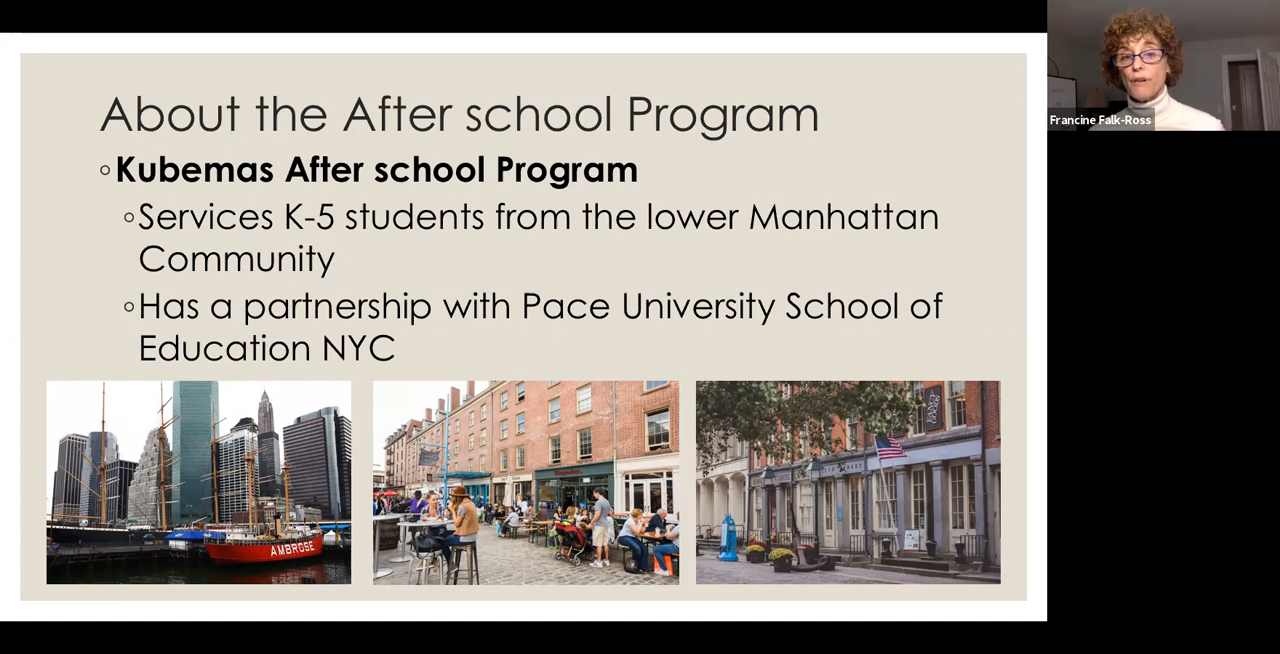 About the After school Program
Kubemas After school Program
Services K-5 students from the lower Manhattan
Community
Has a partnership with Pace University School of
Education NYC
AMBROSE
Francine Falk-Ross